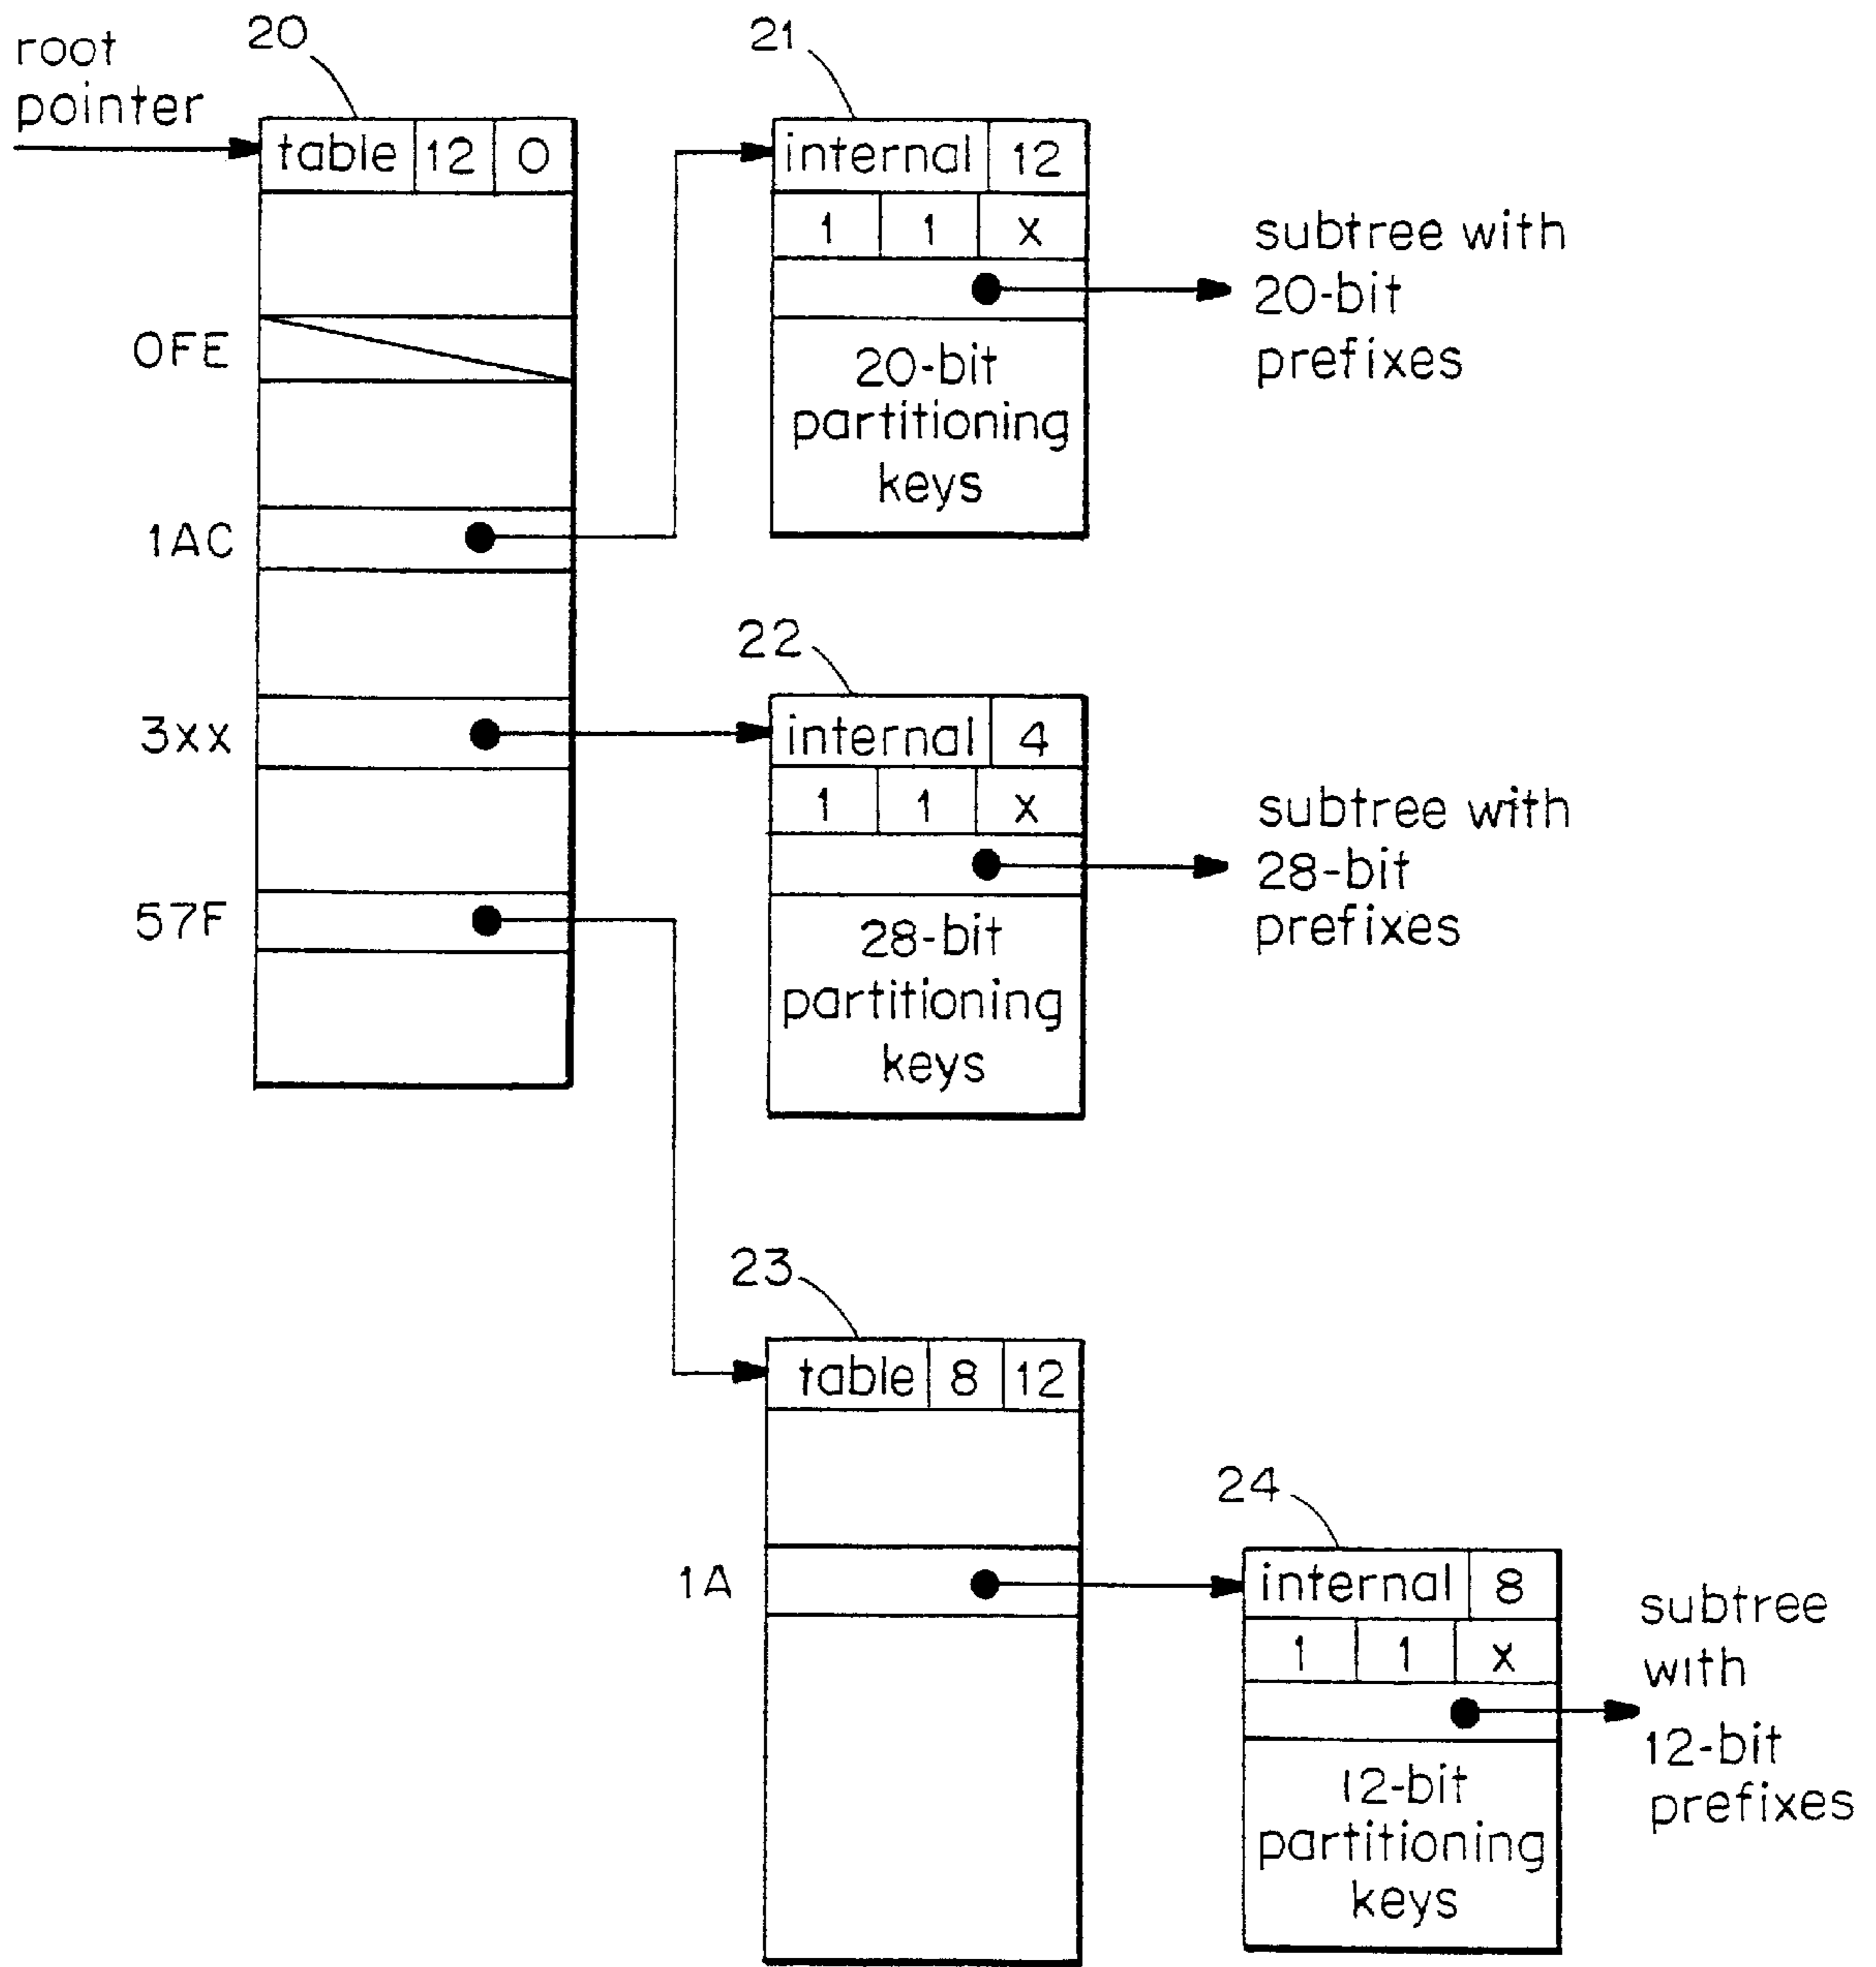 root
pointer
20
table 12 0
0FE
1AC
3xx
57F
21
internal 12
1 1 x
20-bit
partitioning
keys
subtree with
20-bit
prefixes
22
internal 4
1 1 x
28-bit
partitioning
keys
subtree with
28-bit
prefixes
23
table 8 12
1A
24
internal 8
1 1 x
12-bit
partitioning
keys
subtree
with
12-bit
prefixes